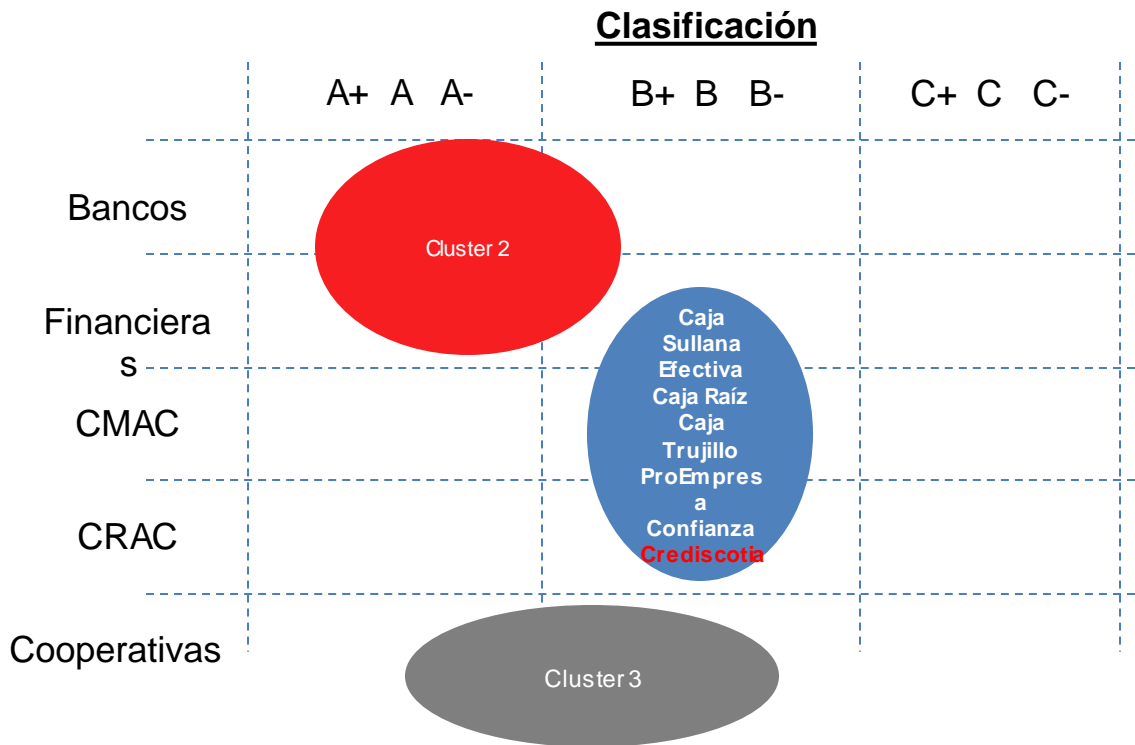 Clasificación
A+ A A-
B+ B B-
C+ C C-
Bancos
Cluster 2
Financiera
s
CMAC
CRAC
Caja
Sullana
Efectiva
Caja Raíz
Caja
Trujillo
ProEmpres
a
Confianza
Crediscotia
Cooperativas
Cluster 3